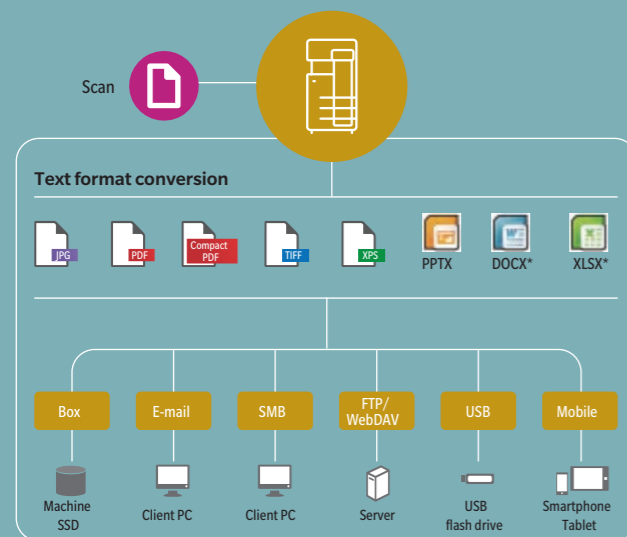 Scan
Text format conversion
JPG
PDF
Compact
PDF
TIFF
XPS
PPTX
DOCX*
XLSX*
Box
E-mail
SMB
FTP/
WebDAV
USB
Mobile
Machine
SSD
Client PC
Client PC
Server
USB
flash drive
Smartphone
Tablet